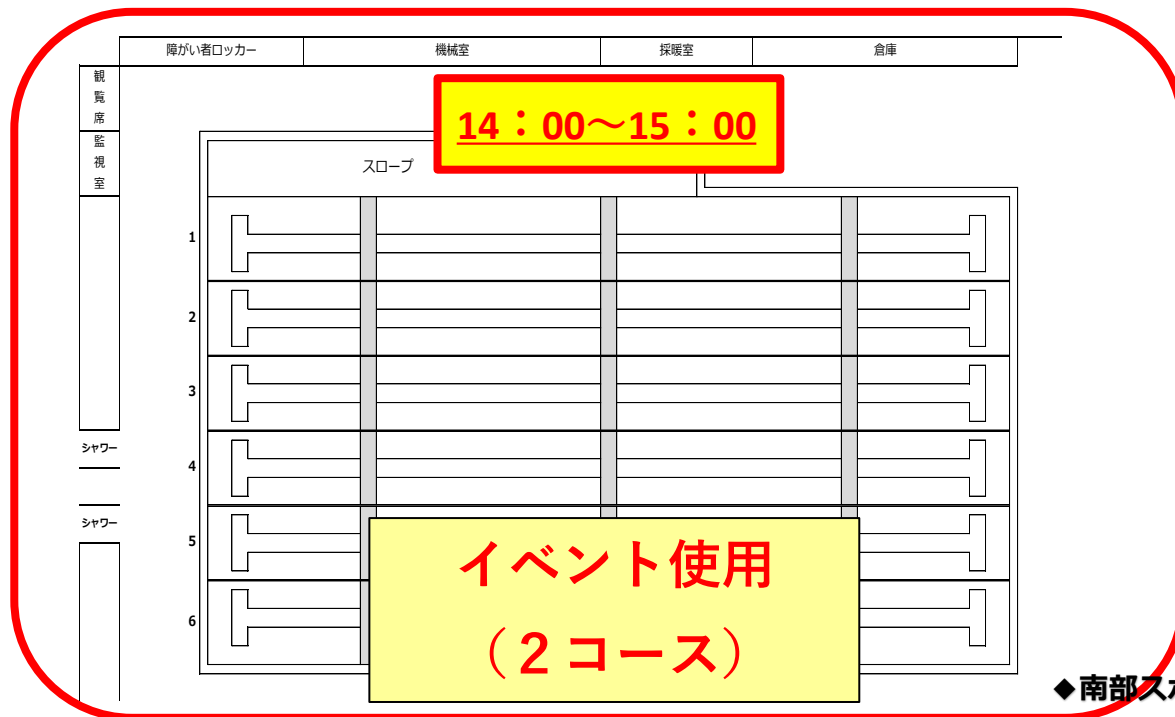 障がい者ロッカー
機械室
採暖室
倉庫
観
覧
席
監
視
室
14：00～15：00
スロープ
1
2
3
シャワー
4
シャワー
5
イベント使用
6
（２コース）
◆南部スポ